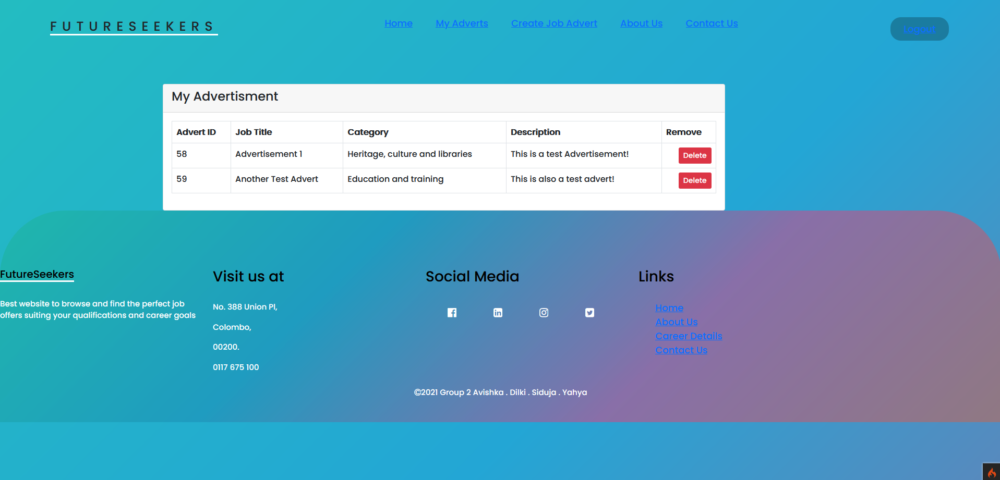 FUTURESEEKERS
Home My Adverts Create Job Advert About Us Contact Us
Logout
My Advertisment
Advert ID Job Title Category Description Remove
58 Advertisement 1 Heritage, culture and libraries This is a test Advertisement! Delete
59 Another Test Advert Education and training This is also a test advert! Delete
FutureSeekers
Best website to browse and find the perfect job
offers suiting your qualifications and career goals
Visit us at
No. 388 Union Pl,
Colombo,
00200.
0117 675 100
Social Media
Links
Home
About Us
Career Details
Contact Us
©2021 Group 2 Avishka . Dilki . Siduja . Yahya